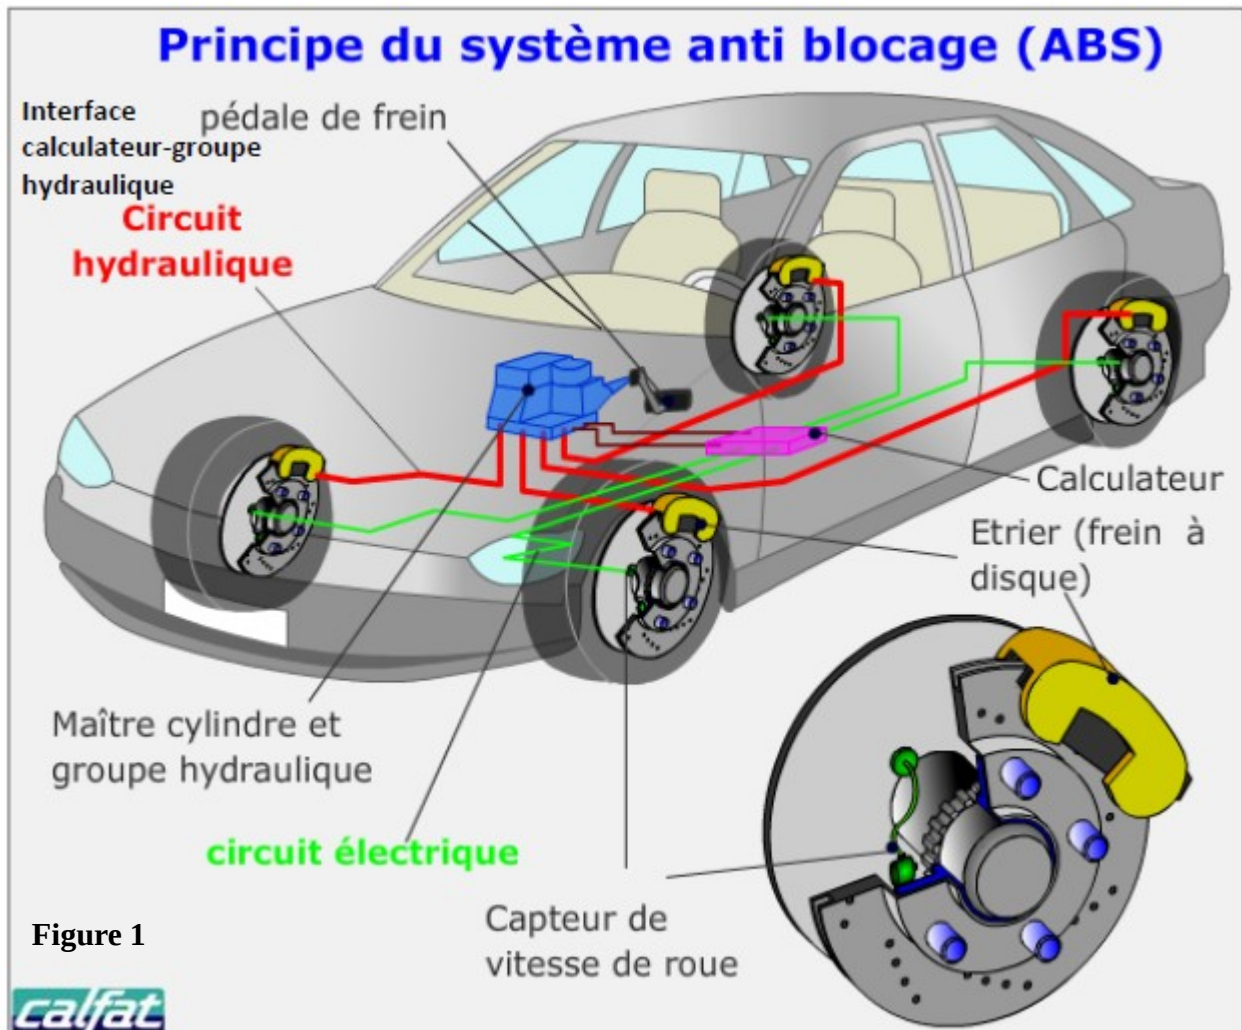 Principe du système anti blocage (ABS)
Interface
calculateur-groupe
hydraulique
pédale de frein
Circuit
hydraulique
Calculateur
Etrier (frein à
disque)
Maître cylindre et
groupe hydraulique
circuit électrique
Capteur de
vitesse de roue
Figure 1
calfat